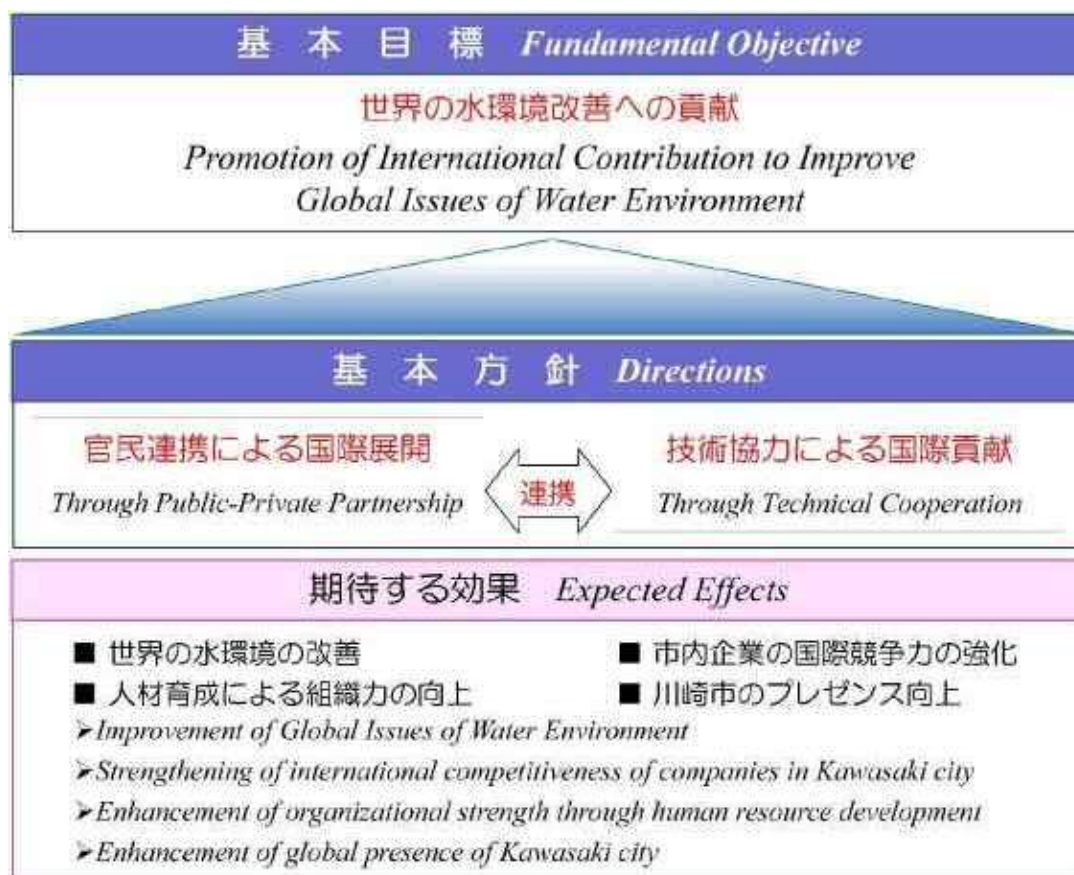 基本目標 Fundamental Objective
世界の水環境改善への貢献
Promotion of International Contribution to Improve
Global Issues of Water Environment
基本方針 Directions
官民連携による国際展開
Through Public-Private Partnership
連携
技術協力による国際貢献
Through Technical Cooperation
期待する効果 Expected Effects
■ 世界の水環境の改善 ■ 市内企業の国際競争力の強化
■ 人材育成による組織力の向上 ■ 川崎市のプレゼンス向上
➢Improvement of Global Issues of Water Environment
➢Strengthening of international competitiveness of companies in Kawasaki city
➢Enhancement of organizational strength through human resource development
➢Enhancement of global presence of Kawasaki city